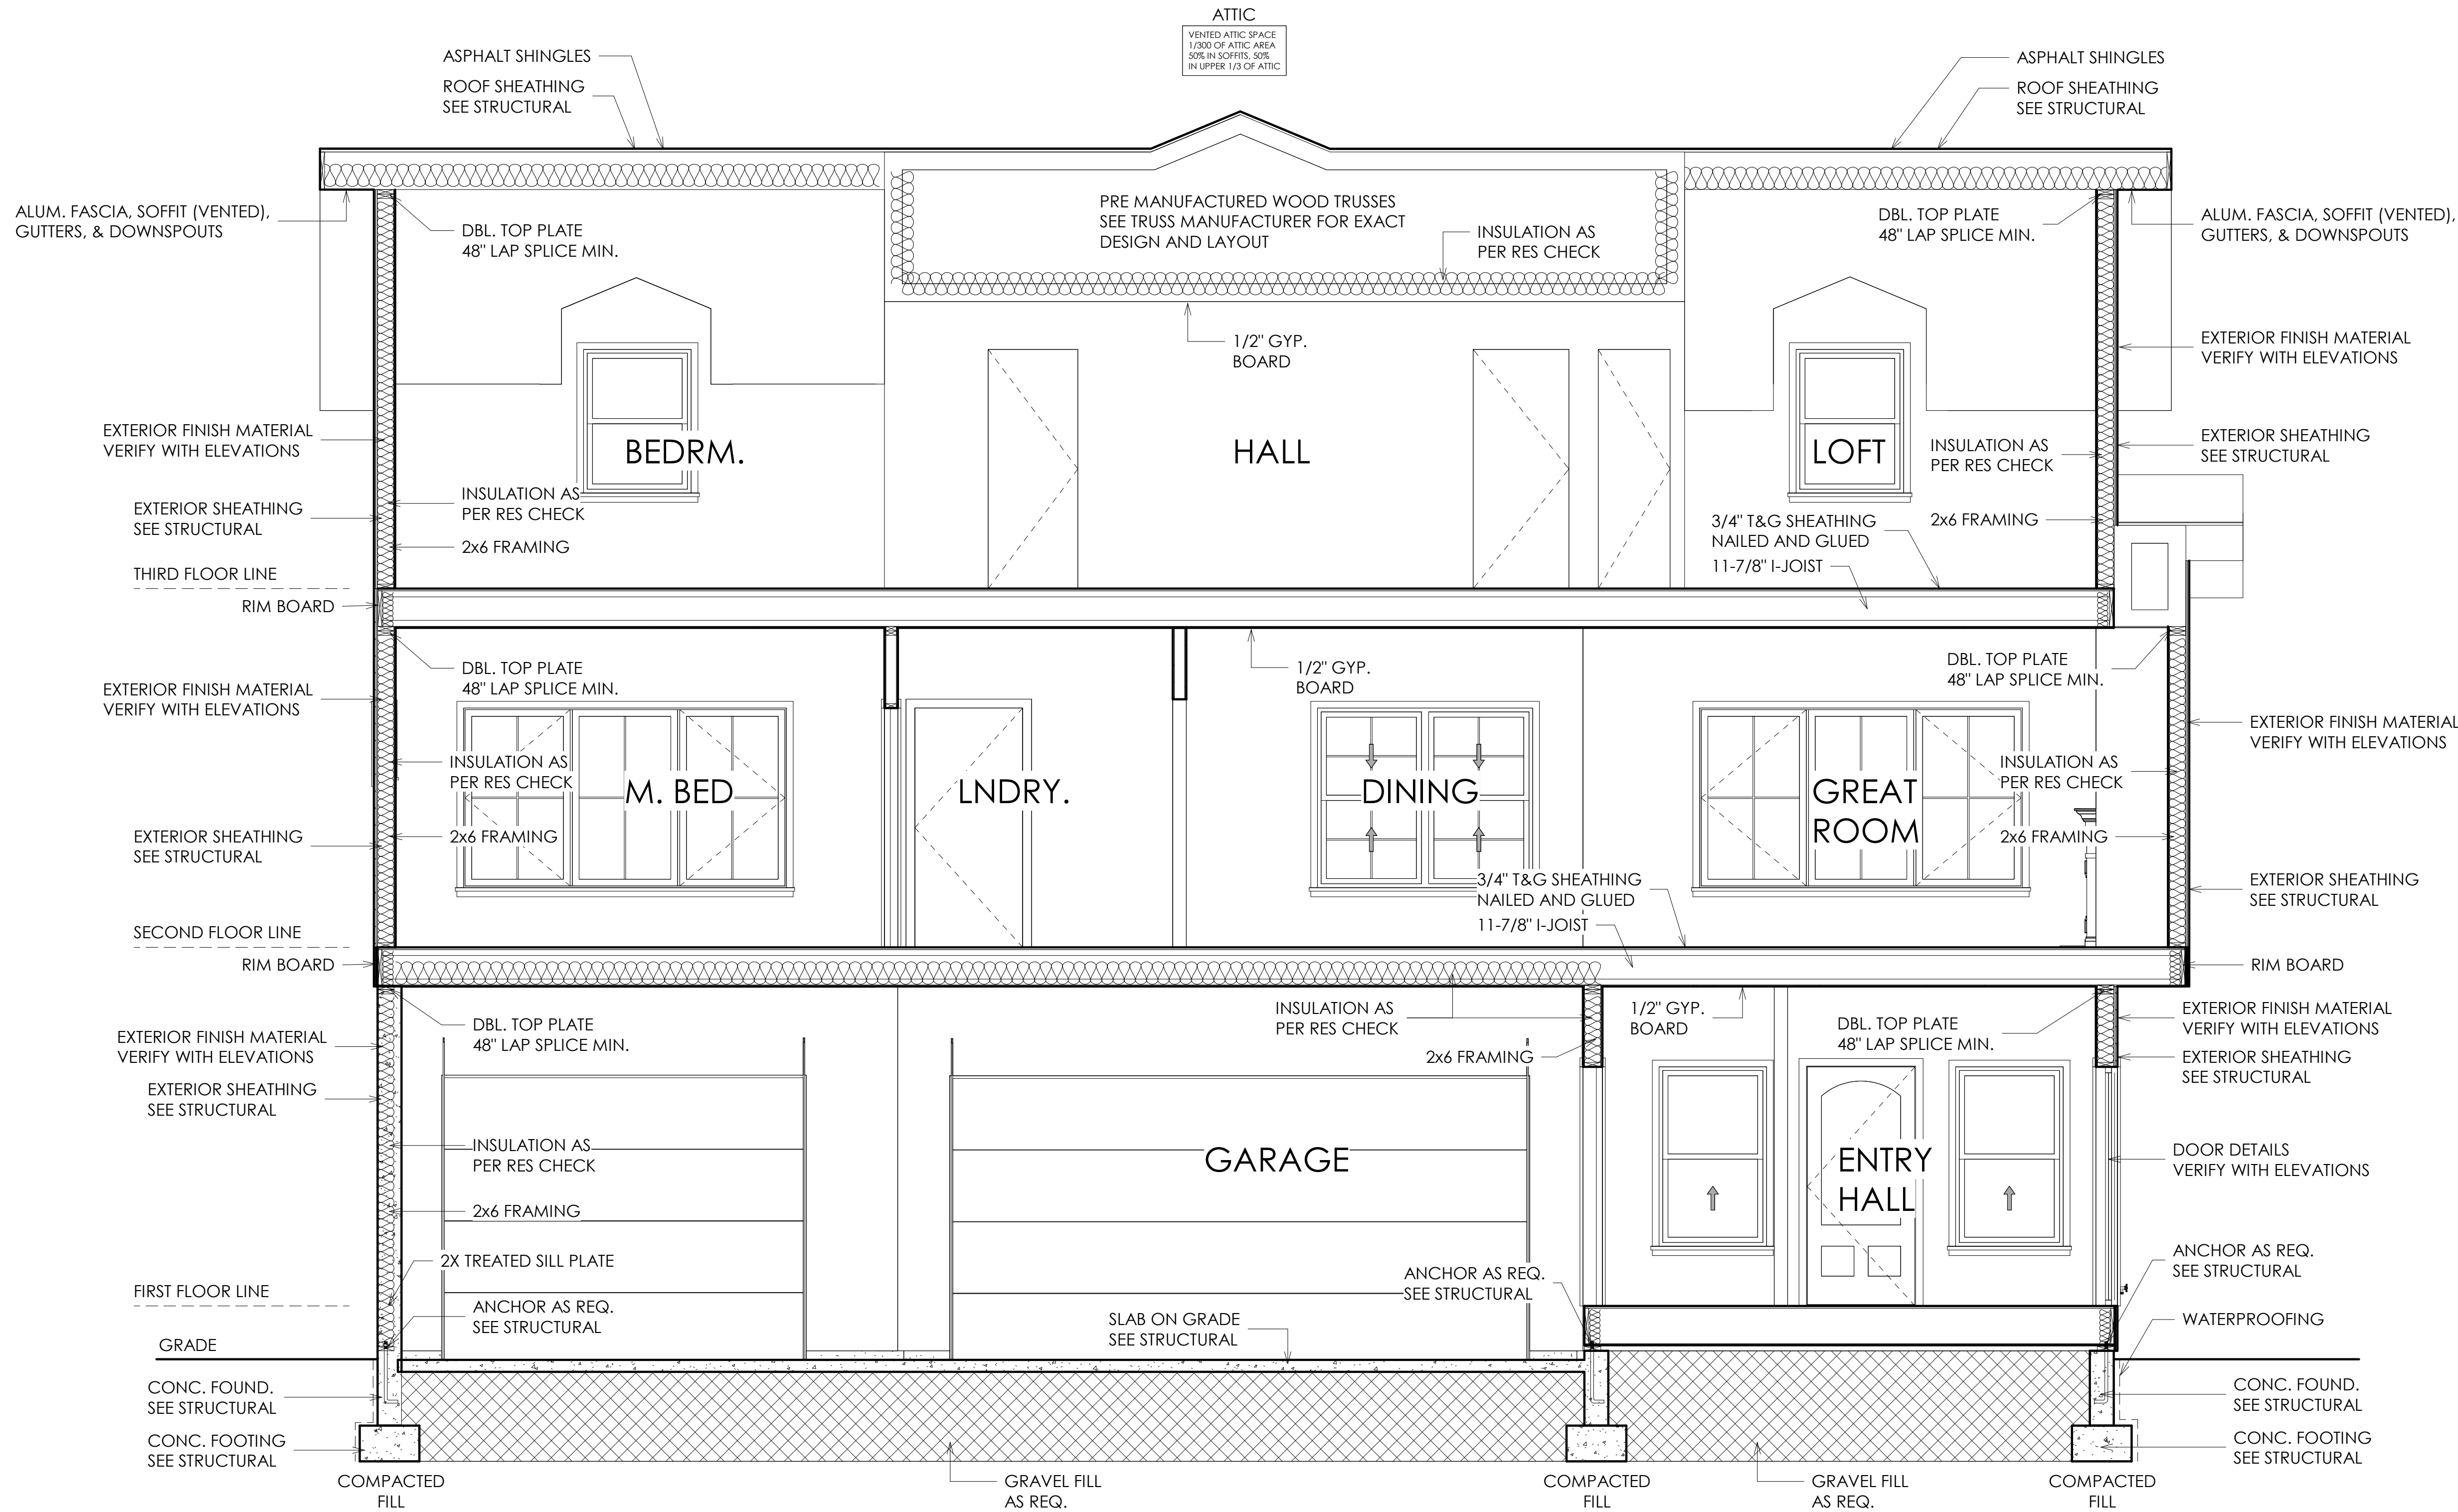 ATTIC
VENTED ATTIC SPACE
1/300 OF ATTIC AREA
50% IN SOFFITS, 50%
IN UPPER 1/3 OF ATTIC
ASPHALT SHINGLES
ROOF SHEATHING
SEE STRUCTURAL
ASPHALT SHINGLES
ROOF SHEATHING
SEE STRUCTURAL
ALUM. FASCIA, SOFFIT (VENTED),
GUTTERS, & DOWNSPOUTS
DBL. TOP PLATE
48" LAP SPLICE MIN.
PRE MANUFACTURED WOOD TRUSSES
SEE TRUSS MANUFACTURER FOR EXACT
DESIGN AND LAYOUT
INSULATION AS
PER RES CHECK
DBL. TOP PLATE
48" LAP SPLICE MIN.
ALUM. FASCIA, SOFFIT (VENTED),
GUTTERS, & DOWNSPOUTS
1/2" GYP.
BOARD
EXTERIOR FINISH MATERIAL
VERIFY WITH ELEVATIONS
EXTERIOR FINISH MATERIAL
VERIFY WITH ELEVATIONS
BEDRM.
HALL
LOFT
INSULATION AS
PER RES CHECK
EXTERIOR SHEATHING
SEE STRUCTURAL
EXTERIOR SHEATHING
SEE STRUCTURAL
INSULATION AS
PER RES CHECK
2x6 FRAMING
3/4" T&G SHEATHING
NAILED AND GLUED
11-7/8" I-JOIST
2x6 FRAMING
THIRD FLOOR LINE
RIM BOARD
DBL. TOP PLATE
48" LAP SPLICE MIN.
1/2" GYP.
BOARD
DBL. TOP PLATE
48" LAP SPLICE MIN.
EXTERIOR FINISH MATERIAL
VERIFY WITH ELEVATIONS
EXTERIOR FINISH MATERIAL
VERIFY WITH ELEVATIONS
INSULATION AS
PER RES CHECK
M. BED
LNDRY.
DINING
GREAT
ROOM
INSULATION AS
PER RES CHECK
EXTERIOR SHEATHING
SEE STRUCTURAL
2x6 FRAMING
2x6 FRAMING
3/4" T&G SHEATHING
NAILED AND GLUED
11-7/8" I-JOIST
EXTERIOR SHEATHING
SEE STRUCTURAL
SECOND FLOOR LINE
RIM BOARD
RIM BOARD
EXTERIOR FINISH MATERIAL
VERIFY WITH ELEVATIONS
DBL. TOP PLATE
48" LAP SPLICE MIN.
INSULATION AS
PER RES CHECK
2x6 FRAMING
1/2" GYP.
BOARD
DBL. TOP PLATE
48" LAP SPLICE MIN.
EXTERIOR FINISH MATERIAL
VERIFY WITH ELEVATIONS
EXTERIOR SHEATHING
SEE STRUCTURAL
EXTERIOR SHEATHING
SEE STRUCTURAL
INSULATION AS
PER RES CHECK
GARAGE
ENTRY
HALL
DOOR DETAILS
VERIFY WITH ELEVATIONS
2x6 FRAMING
2X TREATED SILL PLATE
ANCHOR AS REQ.
SEE STRUCTURAL
ANCHOR AS REQ.
SEE STRUCTURAL
FIRST FLOOR LINE
ANCHOR AS REQ.
SEE STRUCTURAL
SLAB ON GRADE
SEE STRUCTURAL
WATERPROOFING
GRADE
CONC. FOUND.
SEE STRUCTURAL
CONC. FOUND.
SEE STRUCTURAL
CONC. FOOTING
SEE STRUCTURAL
CONC. FOOTING
SEE STRUCTURAL
COMPACTED
FILL
GRAVEL FILL
AS REQ.
COMPACTED
FILL
GRAVEL FILL
AS REQ.
COMPACTED
FILL